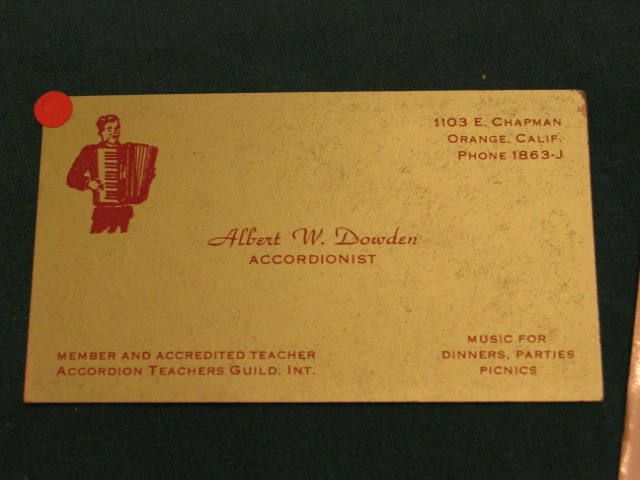 1103 E. Chapman
Orange, Calif.
Phone 1863-J
Albert W. Dowden
ACCORDIONIST
MEMBER AND ACCREDITED TEACHER
Accordion Teachers Guild, Int.
MUSIC FOR
DINNERS, PARTIES
PICNICS